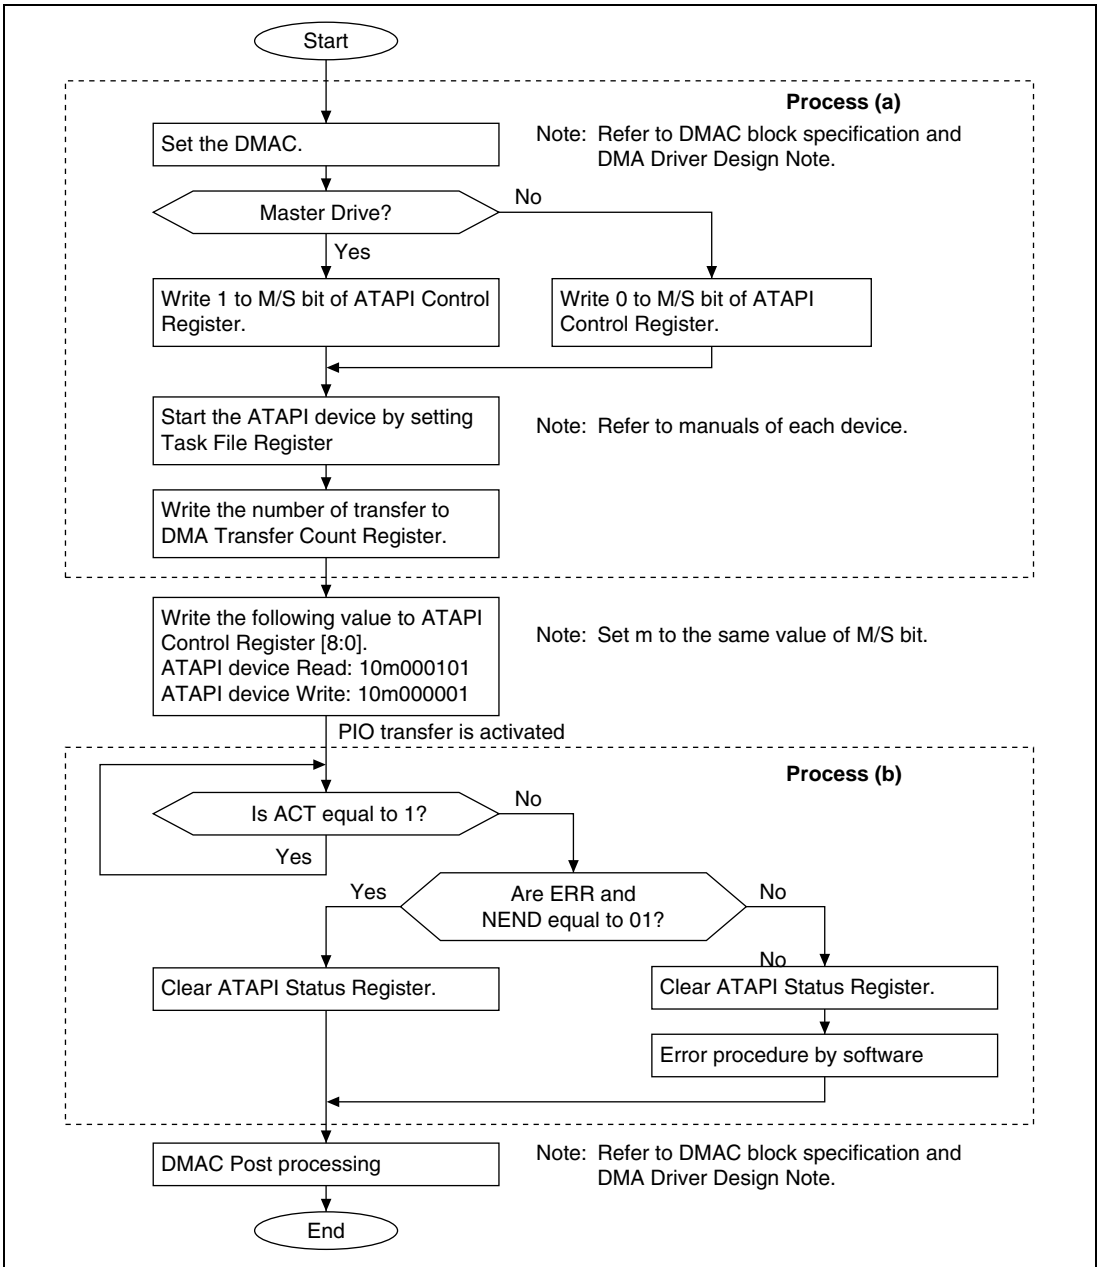 Start
Process (a)
Set the DMAC.
Note: Refer to DMAC block specification and
DMA Driver Design Note.
Master Drive?
No
Yes
Write 1 to M/S bit of ATAPI Control
Register.
Write 0 to M/S bit of ATAPI
Control Register.
Start the ATAPI device by setting
Task File Register
Note: Refer to manuals of each device.
Write the number of transfer to
DMA Transfer Count Register.
Write the following value to ATAPI
Control Register [8:0].
ATAPI device Read: 10m000101
ATAPI device Write: 10m000001
Note: Set m to the same value of M/S bit.
PIO transfer is activated
Process (b)
Is ACT equal to 1?
No
Yes
Are ERR and
NEND equal to 01?
Yes
No
No
Clear ATAPI Status Register.
Clear ATAPI Status Register.
Error procedure by software
DMAC Post processing
Note: Refer to DMAC block specification and
DMA Driver Design Note.
End